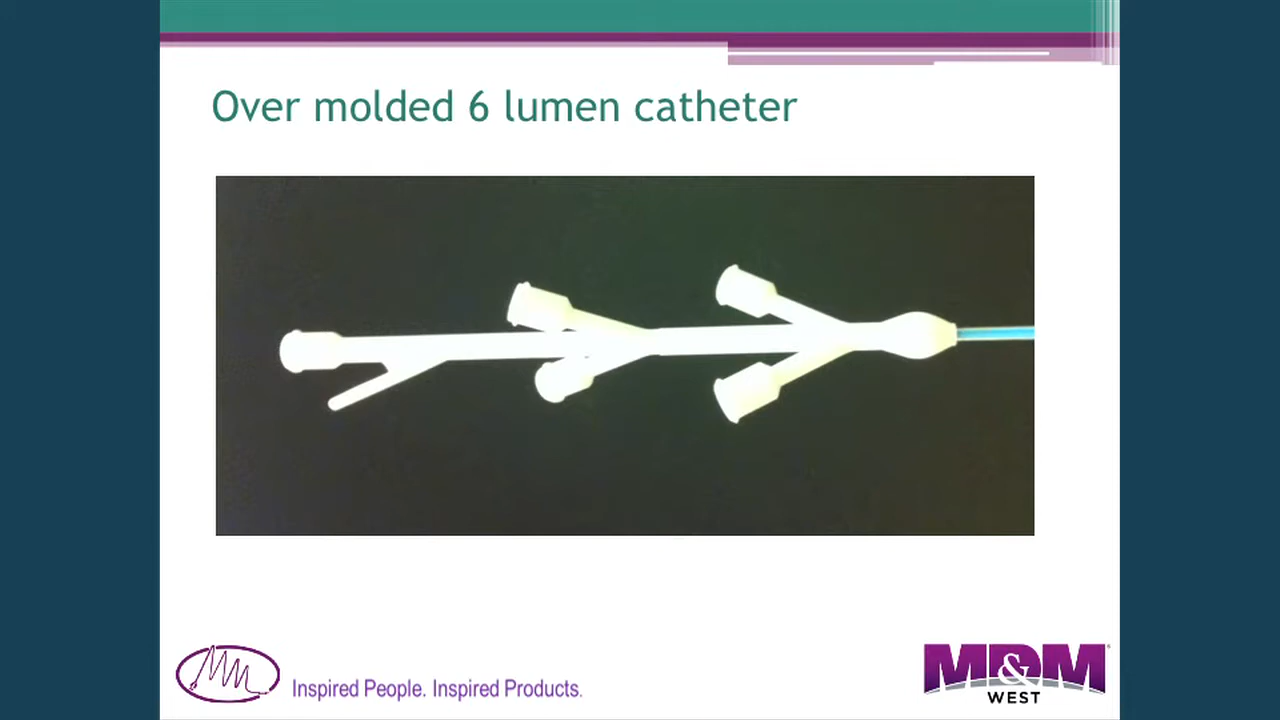 Over molded 6 lumen catheter
Inspired People. Inspired Products.
MD&M
WEST